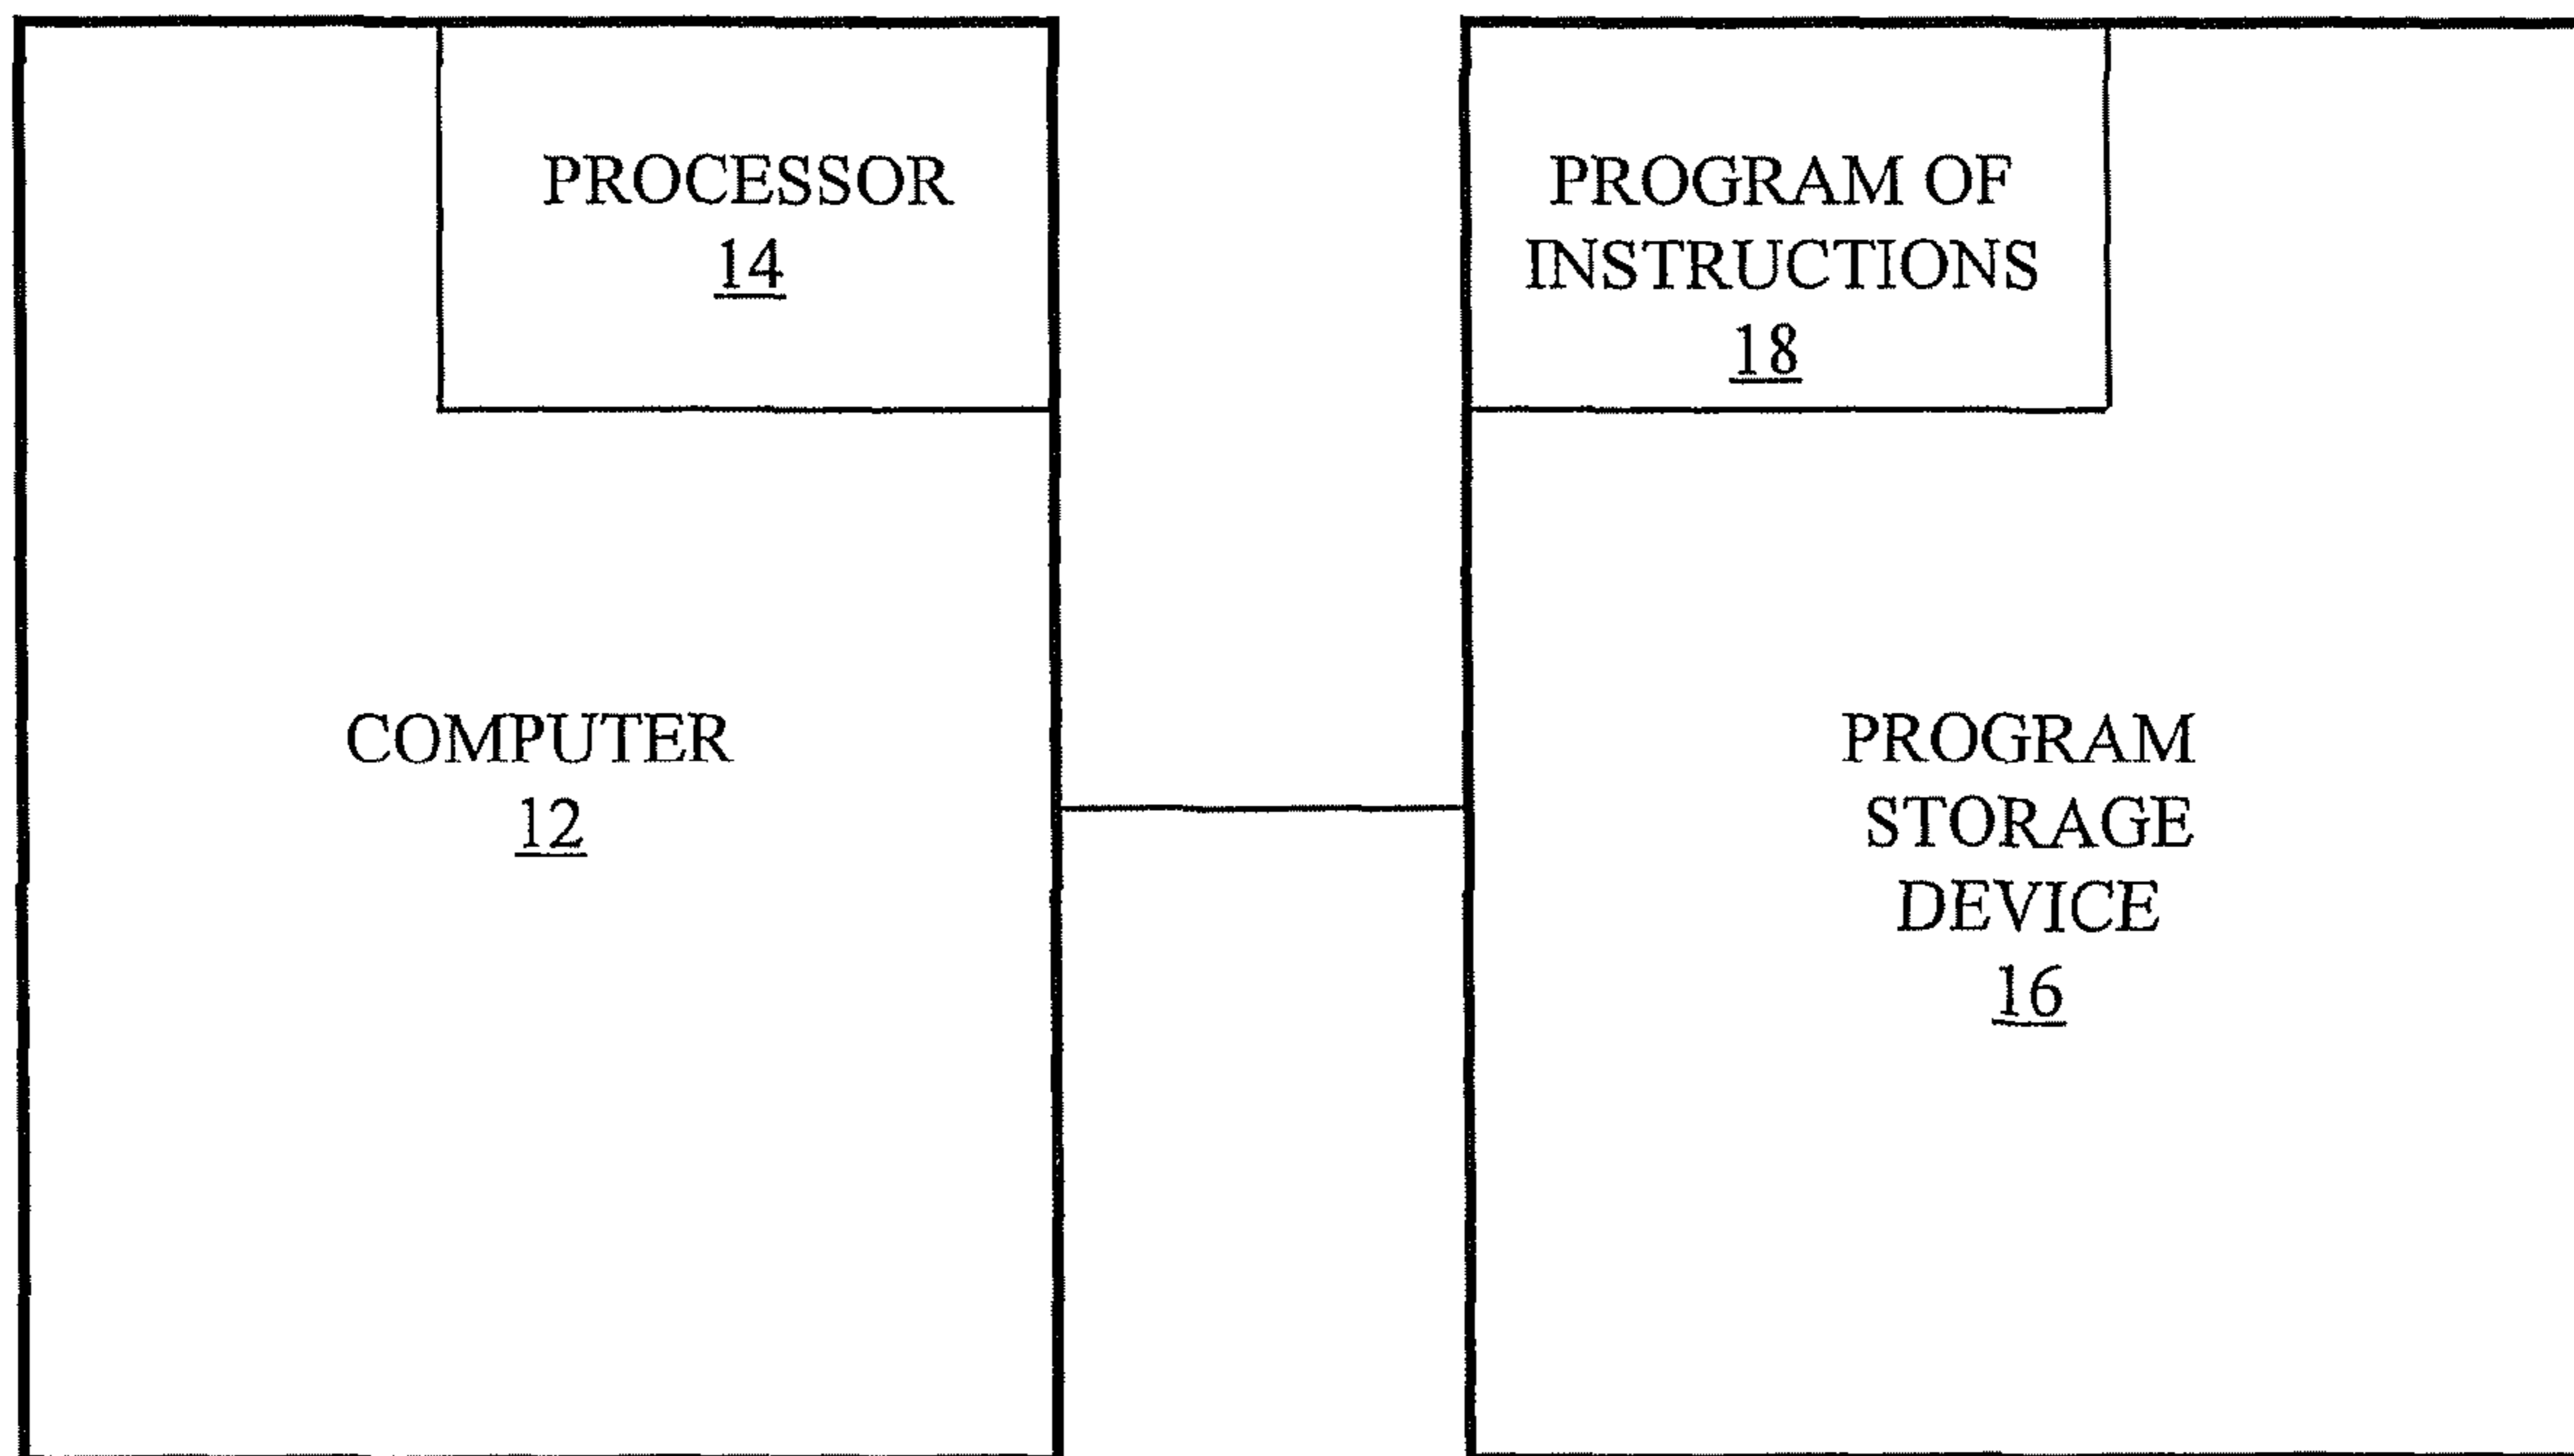 PROCESSOR
14
PROGRAM OF
INSTRUCTIONS
18
COMPUTER
12
PROGRAM
STORAGE
DEVICE
16